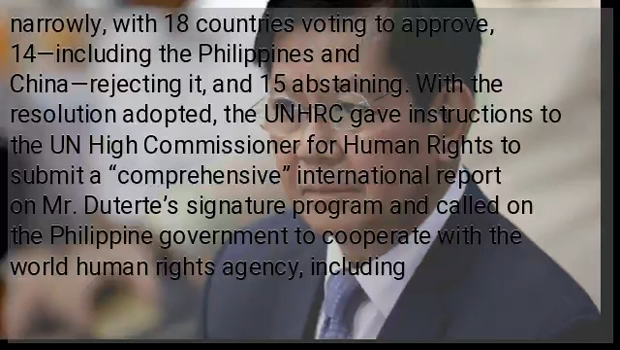 narrowly, with 18 countries voting to approve,
14—including the Philippines and
China—rejecting it, and 15 abstaining. With the
resolution adopted, the UNHRC gave instructions to
the UN High Commissioner for Human Rights to
submit a “comprehensive” international report
on Mr. Duterte’s signature program and called on
the Philippine government to cooperate with the
world human rights agency, including